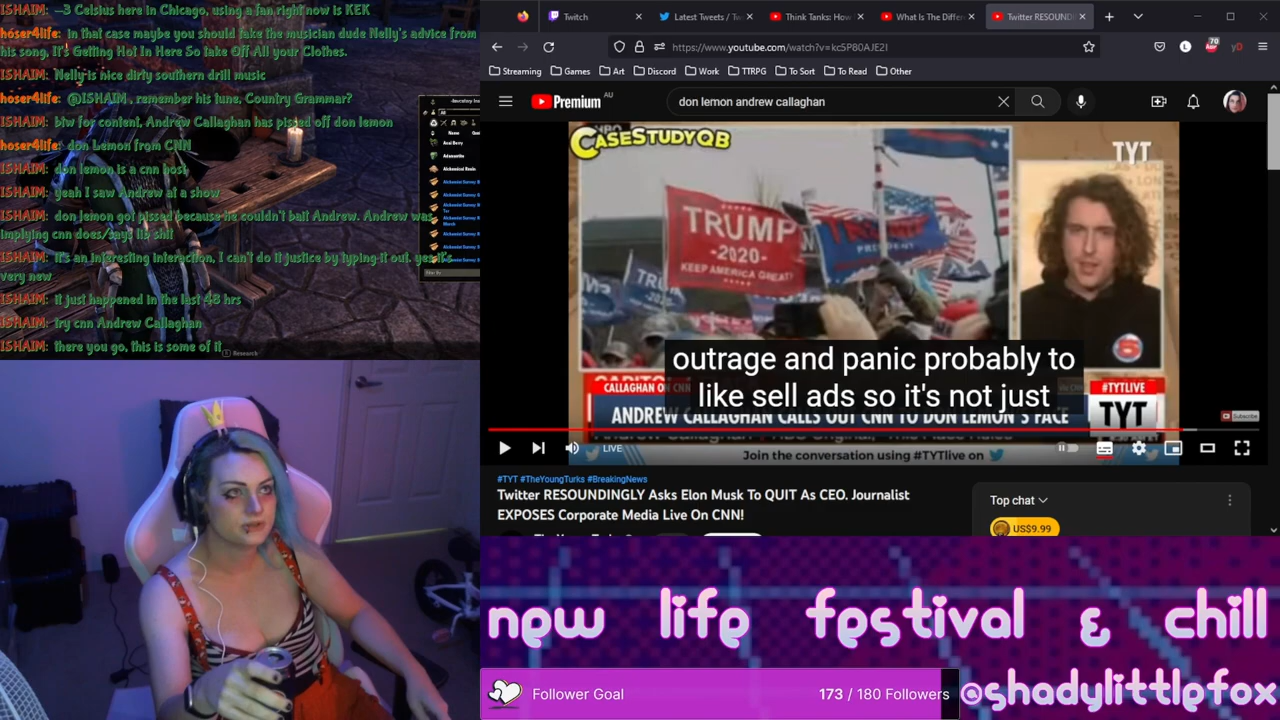 ISHAIM: -3 Celsius here in Chicago, using a fan right now is KEK
hoser4life: in that case maybe you should take the musician dude Nelly's advice from
his song, It's Getting Hot In Here So take Off All your Clothes.
ISHAIM: Nelly is nice dirty southern drill music
hoser4life: @ISHAIM , remember his tune, Country Grammar?
ISHAIM: btw for content, Andrew Callaghan has pissed off don lemon
hoser4life: don Lemon from CNN
ISHAIM: don lemon is a cnn host
ISHAIM: yeah I saw Andrew at a show
ISHAIM: don lemon got pissed because he couldn't bait Andrew. Andrew was
implying cnn does/says lib shit
ISHAIM: it's an interesting interaction, I can't do it justice by typing it out. yes it's
very new
ISHAIM: it just happened in the last 48 hrs
ISHAIM: try cnn Andrew Callaghan
ISHAIM: there you go, this is some of it
Research
Name
Twitch
Latest Tweets / Tw
Think Tanks: How
What Is The Differen
Twitter RESOUNDIN
https://www.youtube.com/watch?v=kc5P80AJE2I
70
Streaming
Games
Art
Discord
Work
TTRPG
To Sort
To Read
Other
Premium AU
don lemon andrew callaghan
CASESTUDYQB
TYT
TRUMP
-2020-
KEEP AMERICA GREAT!
outrage and panic probably to
like sell ads so it's not just
CALLAGHAN ON CNN
#TYTLIVE
ANDREW CALLAGHAN CALLS OUT CNN TO DON LEMON'S FACE
TYT
Subscribe
LIVE
Join the conversation using #TYTlive on
#TYT #TheYoungTurks #BreakingNews
Twitter RESOUNDINGLY Asks Elon Musk To QUIT As CEO. Journalist
EXPOSES Corporate Media Live On CNN!
Top chat
US$9.99
new life festival & chill
Follower Goal
173 / 180 Followers
@shadylittlefox